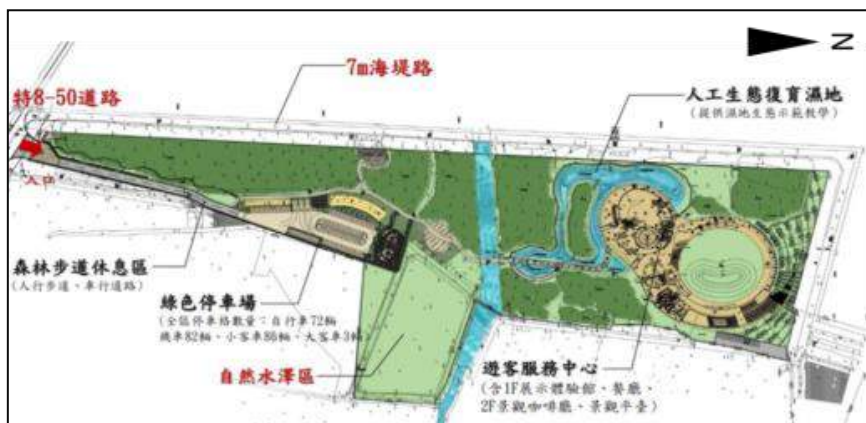 N
7m海堤路
特8-50道路
入口
人工生態復育濕地
(提供濕地生態示範教學)
森林步道休息區
(人行步道、車行道路)
綠色停車場
(全區停車格數量：自行車72輛
機車82輛、小客車86輛、大客車3輛)
自然水澤區
遊客服務中心
(含1F展示體驗館、餐廳、
2F景觀咖啡廳、景觀平臺)